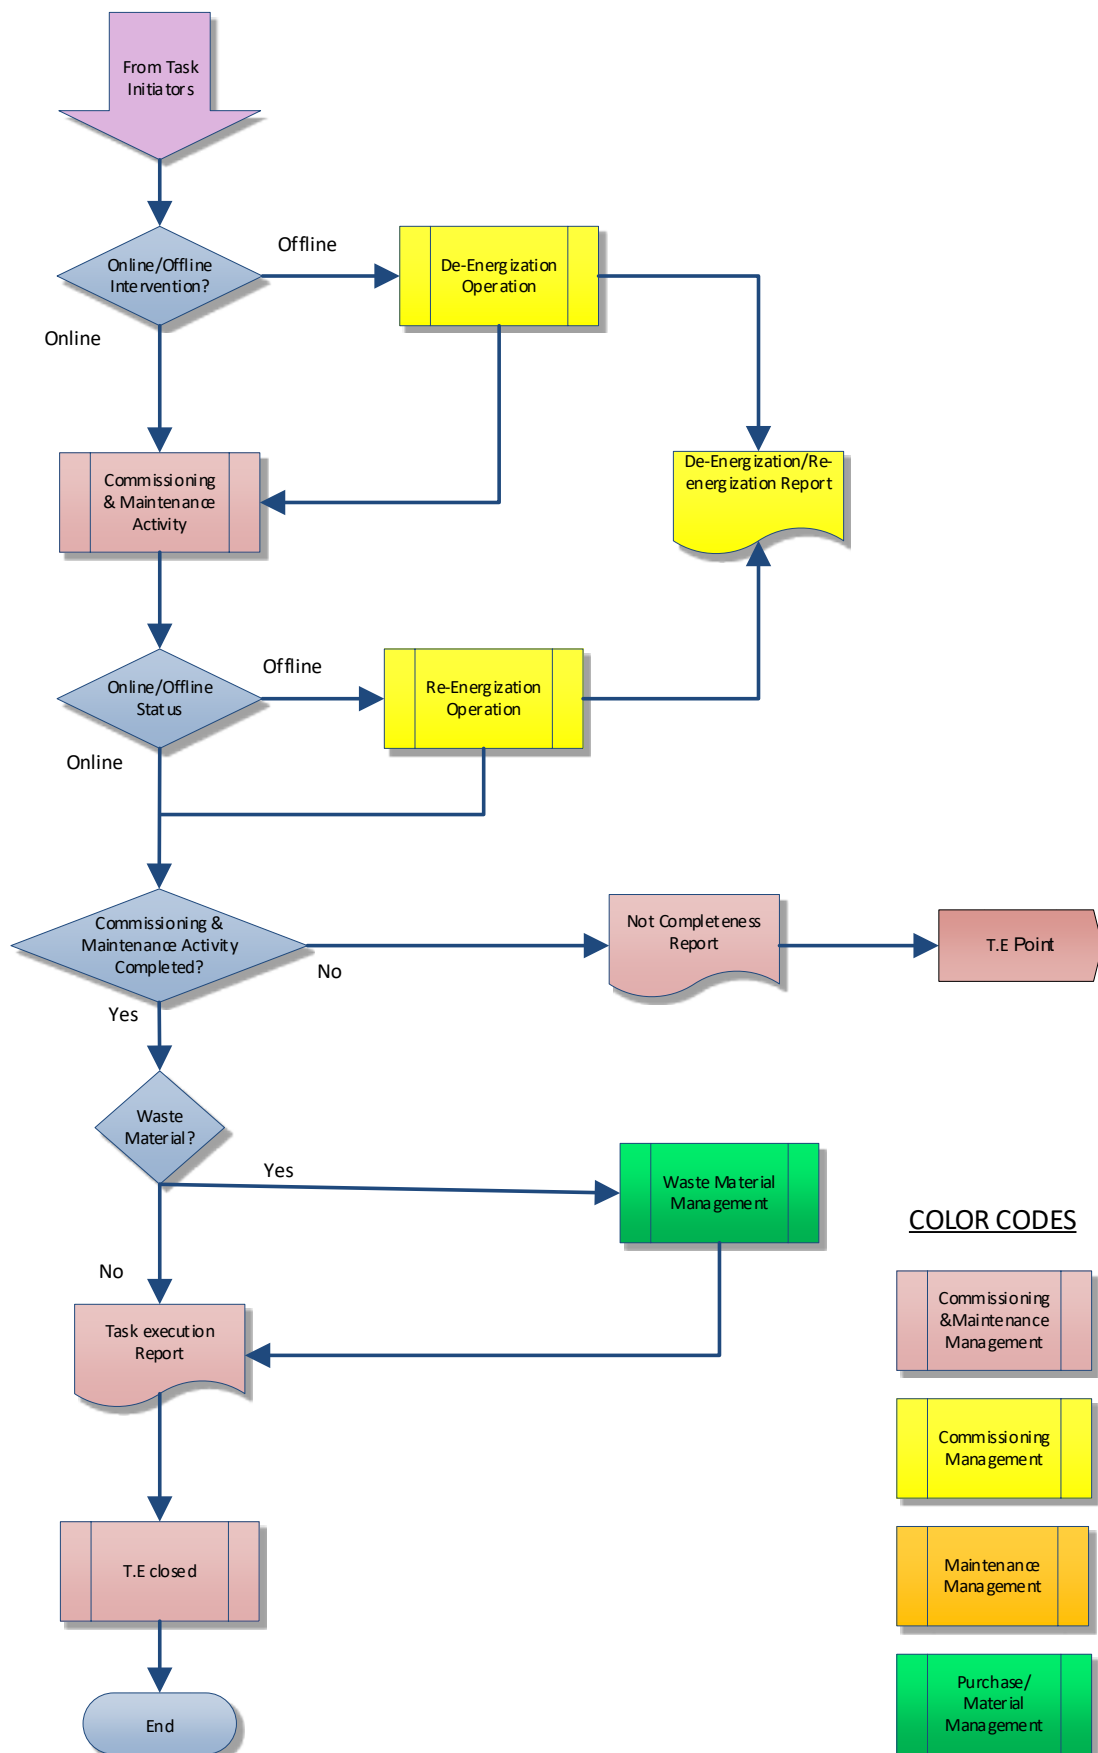 From Task
Initiators
Online/Offline
Intervention?
Offline
De-Energization
Operation
Online
Commissioning
& Maintenance
Activity
De-Energization/Re-
energization Report
Online/Offline
Status
Offline
Re-Energization
Operation
Online
Commissioning &
Maintenance Activity
Completed?
No
Not Completeness
Report
T.E Point
Yes
Waste
Material?
Yes
Waste Material
Management
No
Task execution
Report
T.E closed
End
COLOR CODES
Commissioning
&Maintenance
Management
Commissioning
Management
Maintenance
Management
Purchase/
Material
Management